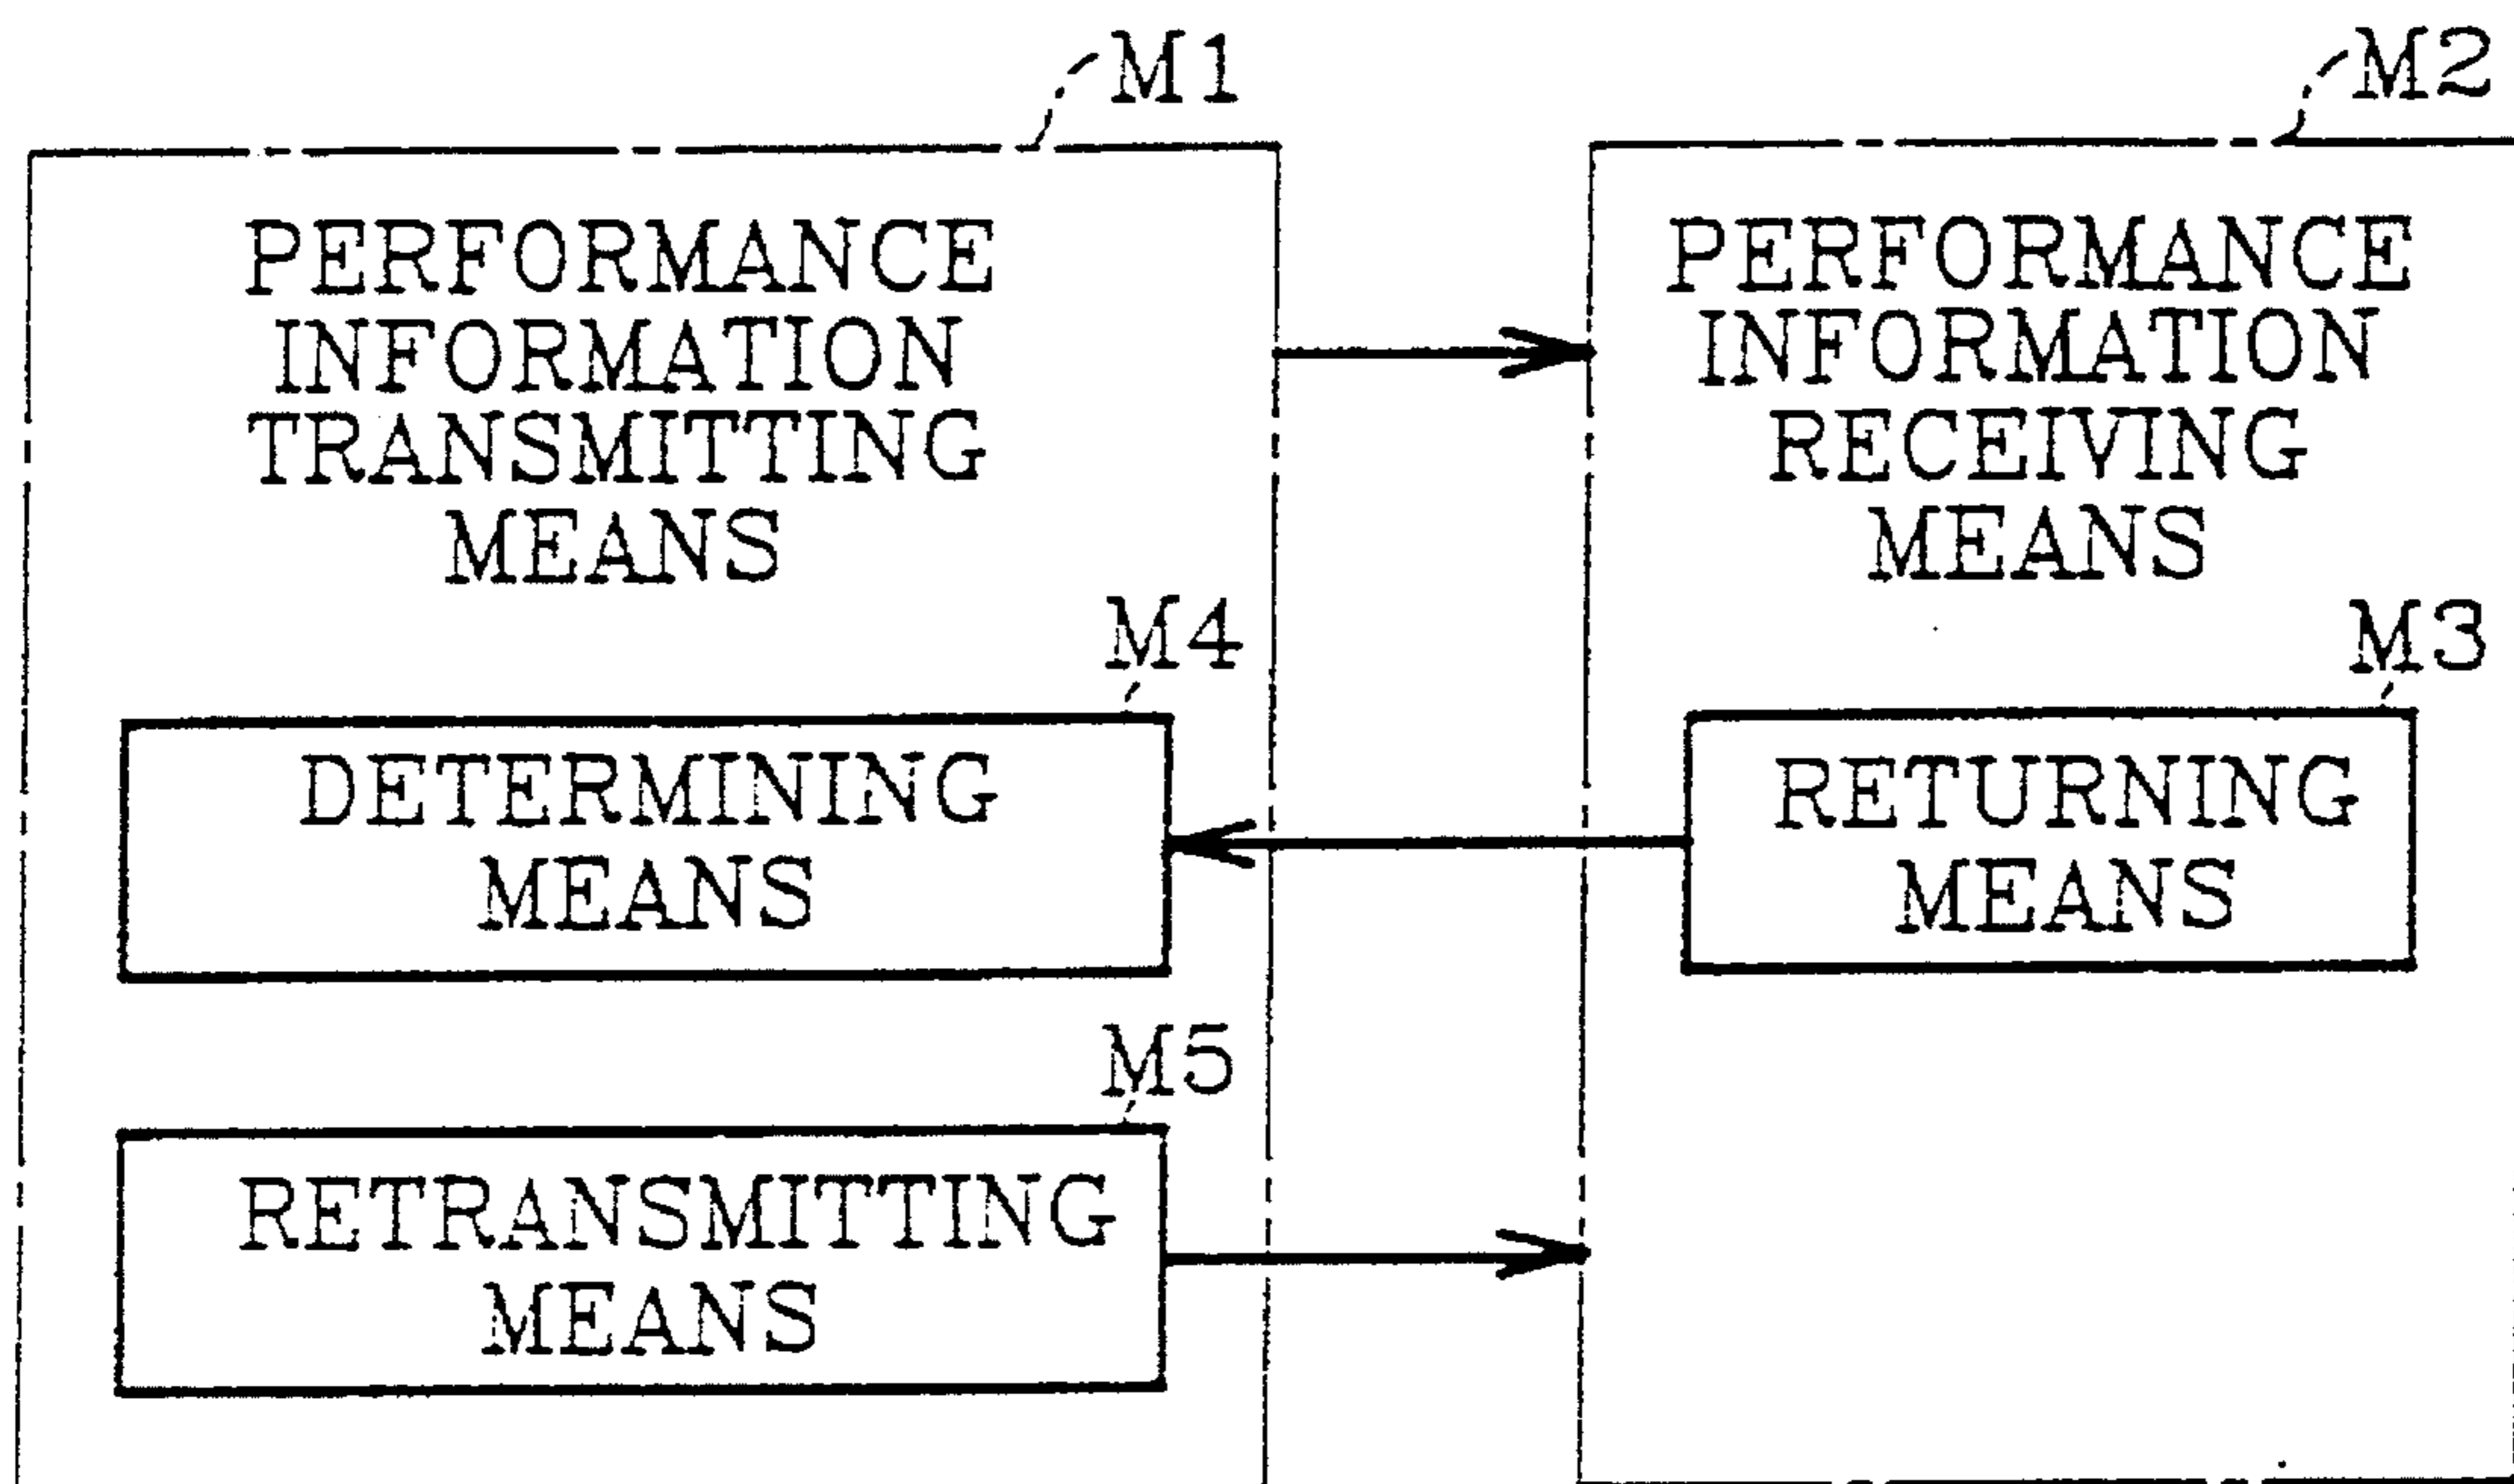 M1
PERFORMANCE
INFORMATION
TRANSMITTING
MEANS
M4
DETERMINING
MEANS
M5
RETRANSMITTING
MEANS
M2
PERFORMANCE
INFORMATION
RECEIVING
MEANS
M3
RETURNING
MEANS